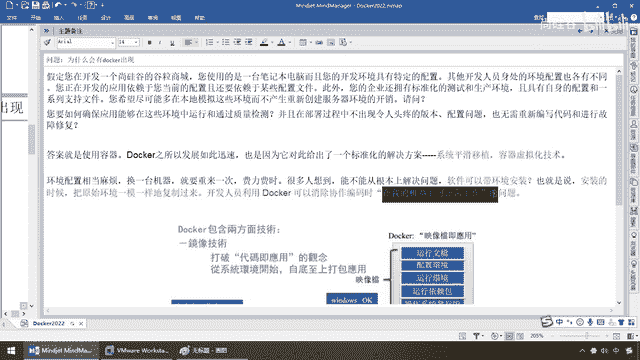 Mindjet MindManager - Docker2022.mmap
主题备注
Arial
14
问题:为什么会有docker出现
假定您在开发一个尚硅谷的谷粒商城,您使用的是一台笔记本电脑而且您的开发环境具有特定的配置。其他开发人员身处的环境配置也各有不同
。您正在开发的应用依赖于您当前的配置且还要依赖于某些配置文件。此外,您的企业还拥有标准化的测试和生产环境,且具有自身的配置和一
系列支持文件。您希望尽可能多在本地模拟这些环境而不产生重新创建服务器环境的开销。请问?
您要如何确保应用能够在这些环境中运行和通过质量检测?并且在部署过程中不出现令人头疼的版本、配置问题,也无需重新编写代码和进行故
障修复?
出现
答案就是使用容器。Docker之所以发展如此迅速,也是因为它对此给出了一个标准化的解决方案-----系统平滑移植,容器虚拟化技术。
环境配置相当麻烦,换一台机器,就要重来一次,费力费时。很多人想到,能不能从根本上解决问题,软件可以带环境安装?也就是说,安装的
时候,把原始环境一模一样地复制过来。开发人员利用 Docker 可以消除协作编码时“
问题。
Docker包含兩方面技術:
一鏡像技術
打破“代碼即應用”的觀念
從系統環境開始,自底至上打包應用
Docker: “映像檔即應用”
映像檔
运行文檔
配置環境
运行環境
运行依賴包
windows OK
Docker2022
205%
Mindjet MindMa...
VMware Worksta...
无标题 - 画图